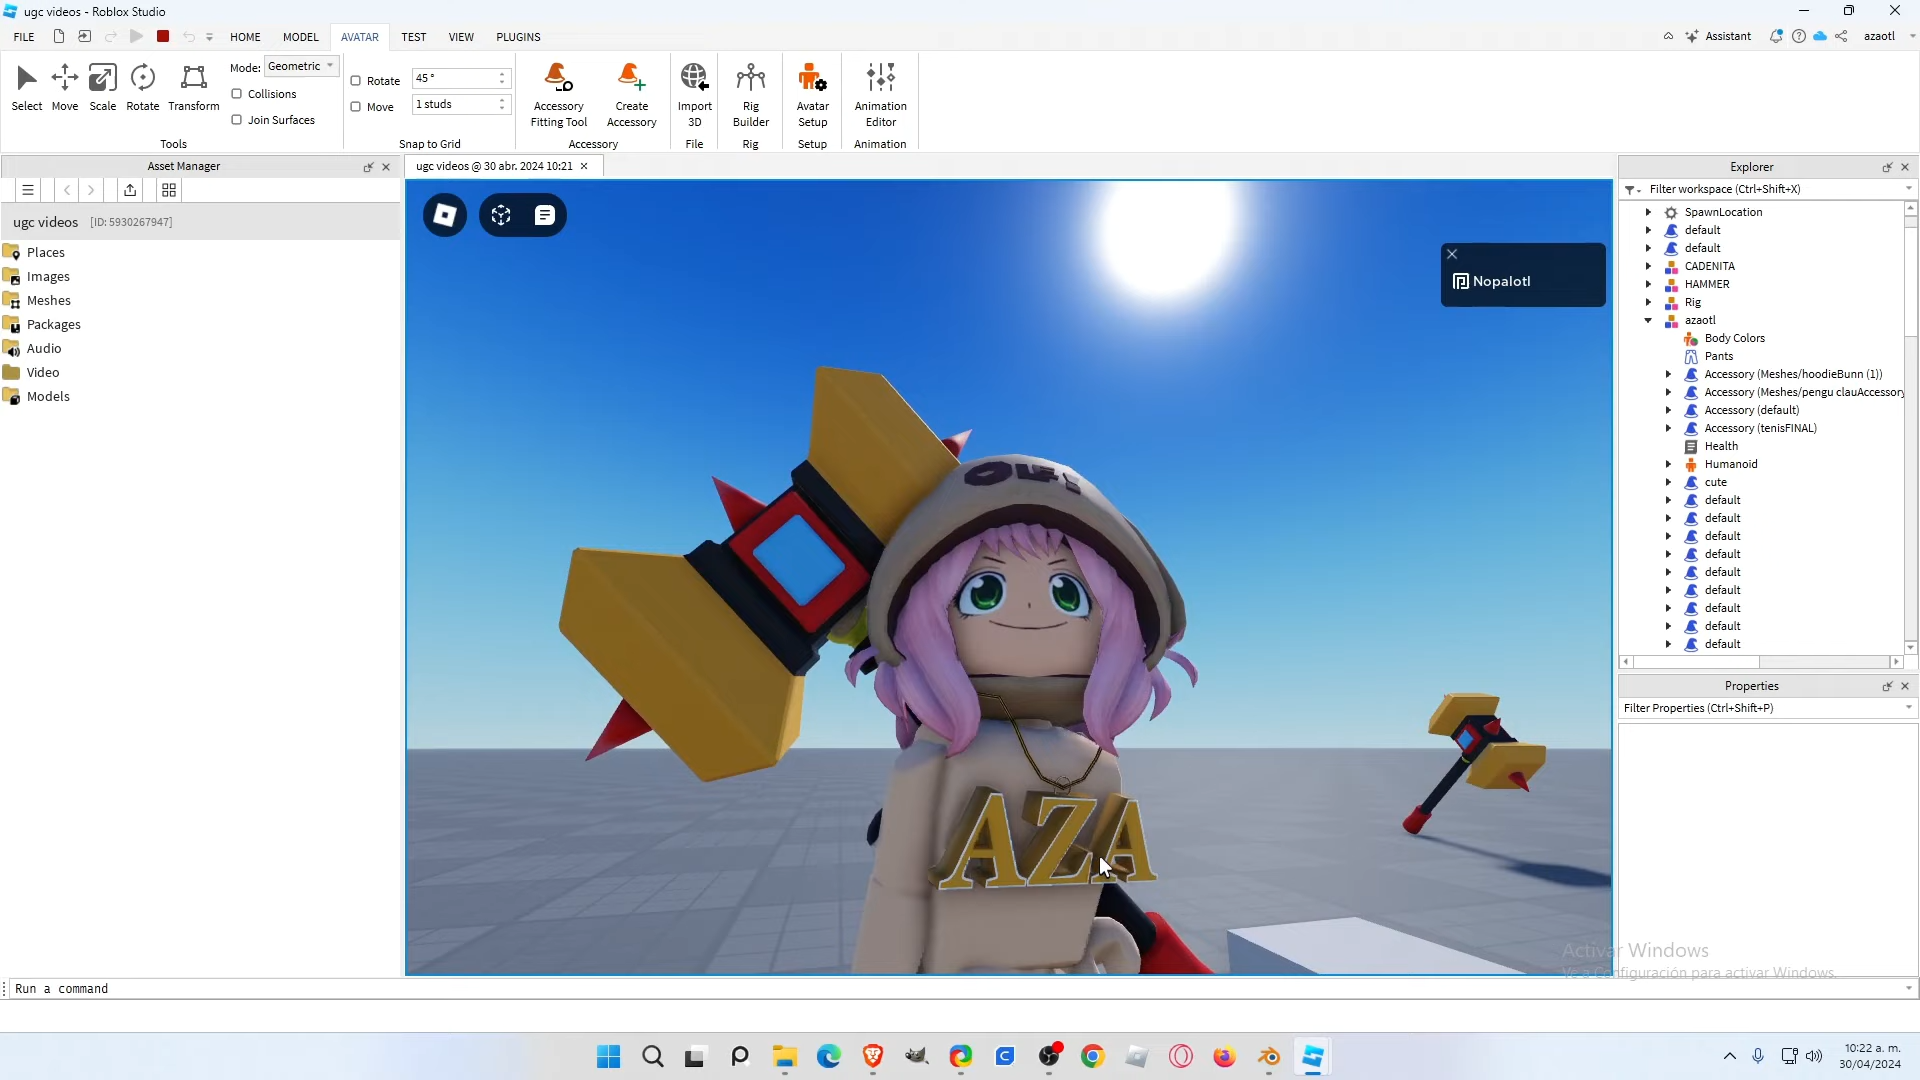 ugc videos - Roblox Studio
FILE HOME MODEL AVATAR TEST VIEW PLUGINS Assistant azaotl
Select Move Scale Rotate Transform
Mode: Geometric
Collisions
Join Surfaces
Tools
Rotate 45 °
Move 1 studs
Snap to Grid
Accessory Fitting Tool
Create Accessory
Accessory
Import 3D
File
Rig Builder
Rig
Avatar Setup
Setup
Animation Editor
Animation
Asset Manager
ugc videos [ID: 5930267947]
Places
Images
Meshes
Packages
Audio
Video
Models
ugc videos @ 30 abr. 2024 10:21
Nopalotl
OLE!
AZA
Explorer
Filter workspace (Ctrl+Shift+X)
SpawnLocation
default
default
CADENITA
HAMMER
Rig
azaotl
Body Colors
Pants
Accessory (Meshes/hoodieBunn (1))
Accessory (Meshes/pengu clauAccessory
Accessory (default)
Accessory (tenisFINAL)
Health
Humanoid
cute
default
default
default
default
default
default
default
default
default
Properties
Filter Properties (Ctrl+Shift+P)
Activar Windows
Ve a Configuración para activar Windows.
Run a command
10:22 a. m.
30/04/2024